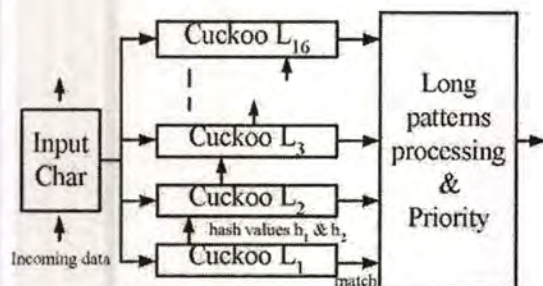 Cuckoo L16
Cuckoo L3
Cuckoo L2
hash values h1 & h2
Cuckoo L1
match
Input
Char
Incoming data
Long
patterns
processing
&
Priority